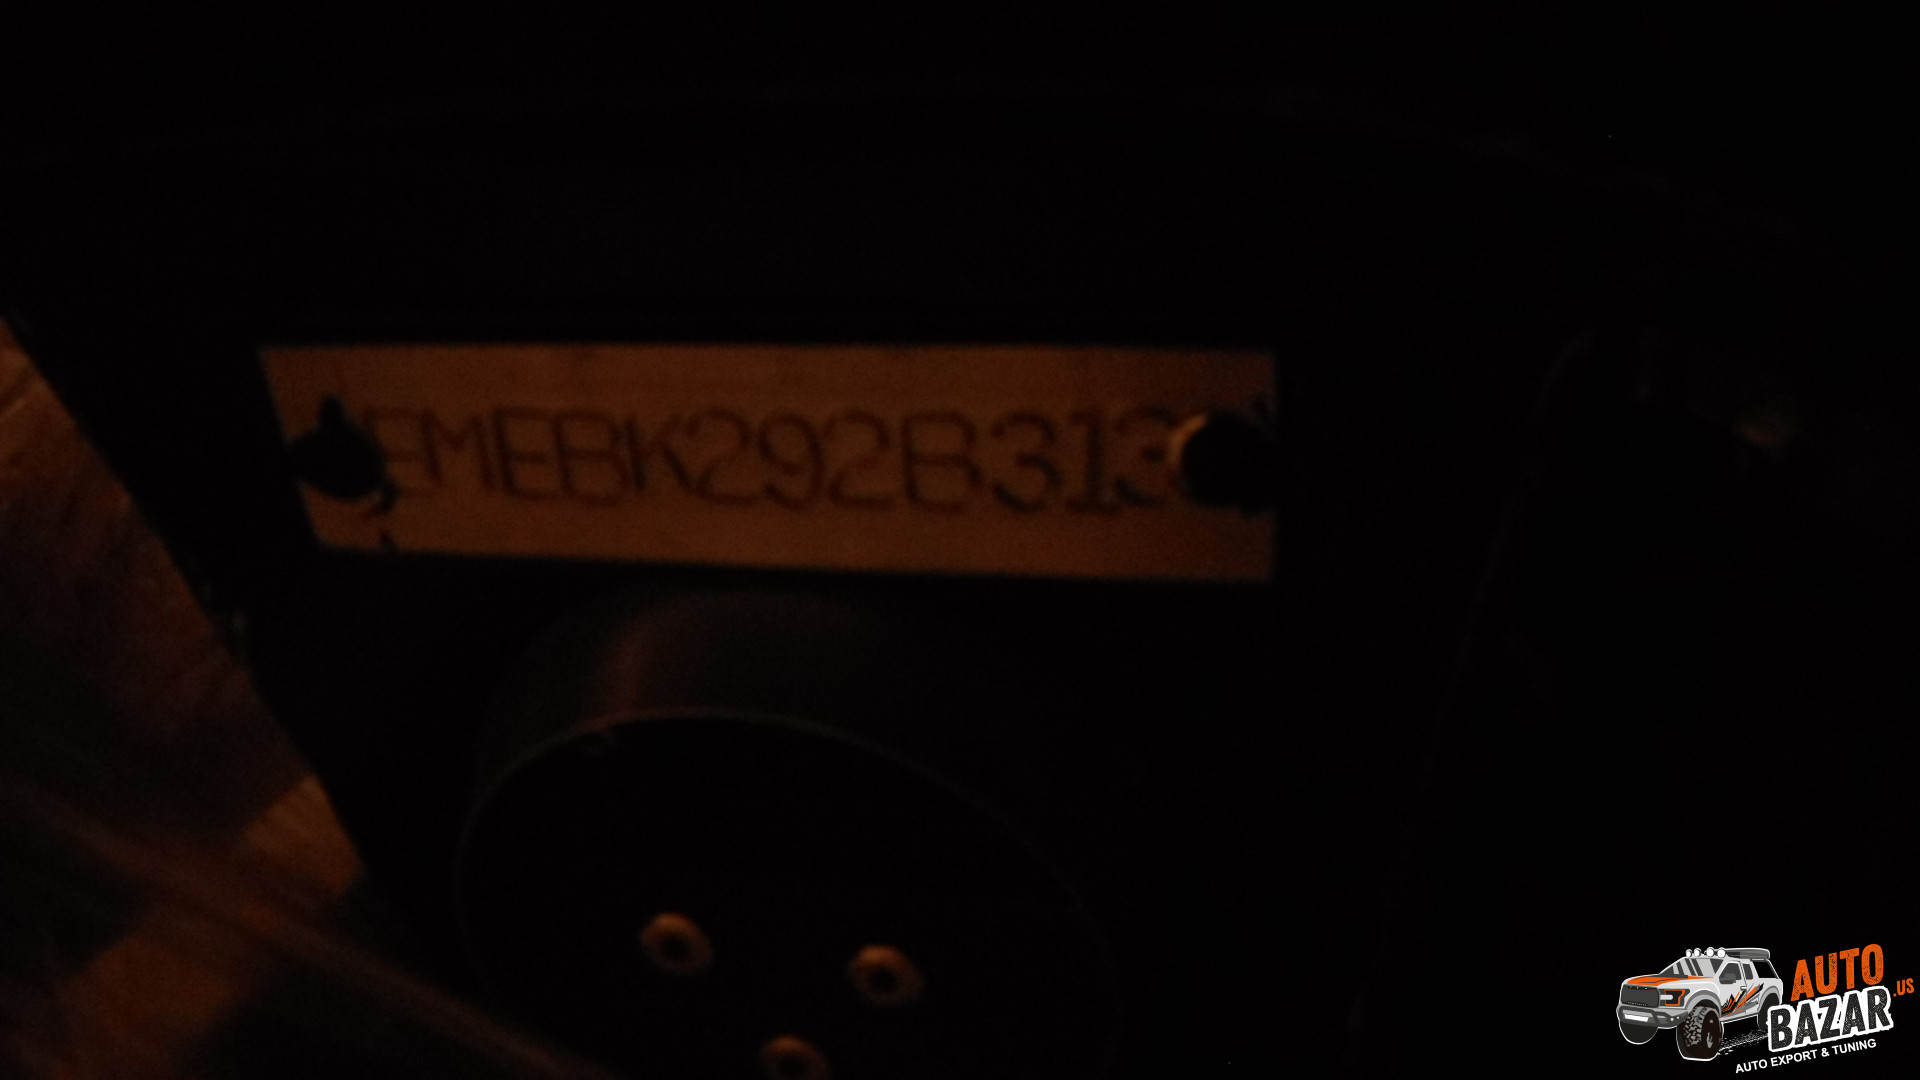 EMEBK292B313
AUTO
BAZAR.US
AUTO EXPORT & TUNING